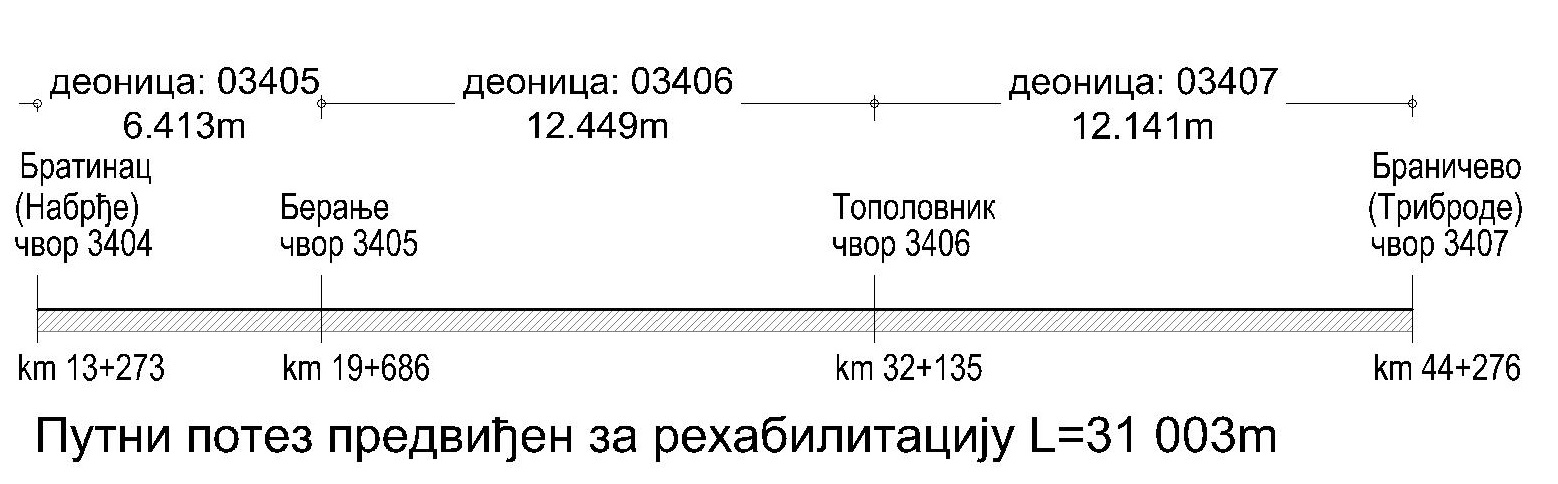 деоница: 03405 деоница: 03406 деоница: 03407
6.413m 12.449m 12.141m
Братинац
(Набрђе)
чвор 3404
Берање
чвор 3405
Тополовник
чвор 3406
Браничево
(Триброде)
чвор 3407
km 13+273 km 19+686 km 32+135 km 44+276
Путни потез предвиђен за рехабилитацију L=31 003m